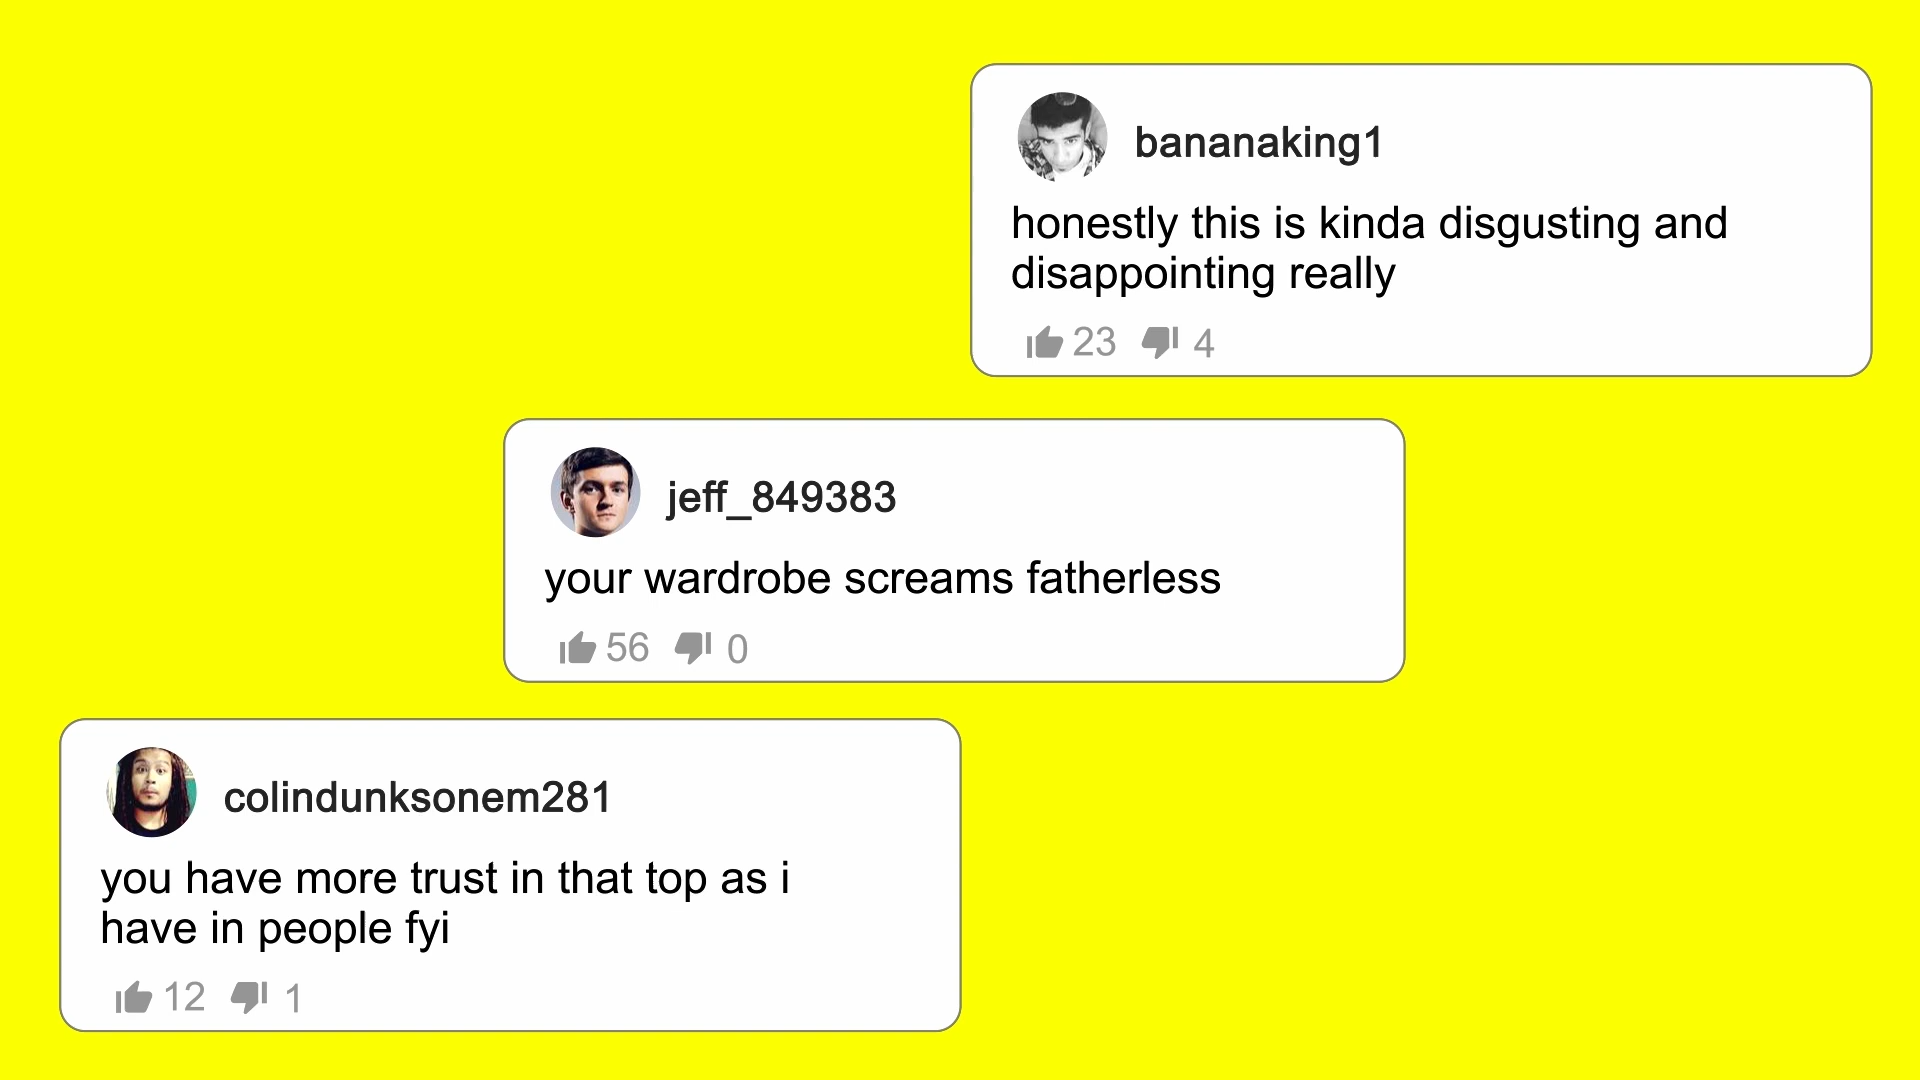 bananaking1
honestly this is kinda disgusting and
disappointing really
23 4
jeff_849383
your wardrobe screams fatherless
56 0
colindunksonem281
you have more trust in that top as i
have in people fyi
12 1